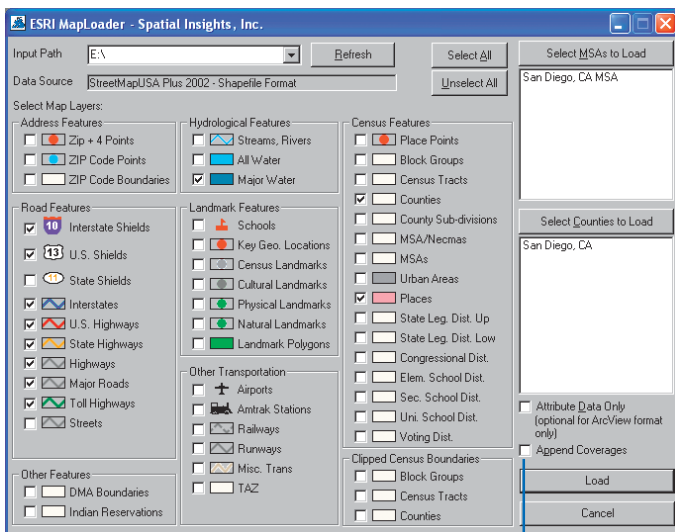 ESRI MapLoader - Spatial Insights, Inc.
Input Path
E:\
Refresh
Select All
Unselect All
Data Source
StreetMapUSA Plus 2002 - Shapefile Format
Select Map Layers:
Address Features
Zip + 4 Points
ZIP Code Points
ZIP Code Boundaries
Road Features
10 Interstate Shields
13 U.S. Shields
11 State Shields
Interstates
U.S. Highways
State Highways
Highways
Major Roads
Toll Highways
Streets
Other Features
DMA Boundaries
Indian Reservations
Hydrological Features
Streams, Rivers
All Water
Major Water
Landmark Features
Schools
Key Geo. Locations
Census Landmarks
Cultural Landmarks
Physical Landmarks
Natural Landmarks
Landmark Polygons
Other Transportation
Airports
Amtrak Stations
Railways
Runways
Misc. Trans
TAZ
Census Features
Place Points
Block Groups
Census Tracts
Counties
County Sub-divisions
MSA/Necmas
MSAs
Urban Areas
Places
State Leg. Dist. Up
State Leg. Dist. Low
Congressional Dist.
Elem. School Dist.
Sec. School Dist.
Uni. School Dist.
Voting Dist.
Clipped Census Boundaries
Block Groups
Census Tracts
Counties
Select MSAs to Load
San Diego, CA MSA
Select Counties to Load
San Diego, CA
Attribute Data Only
(optional for ArcView format
only)
Append Coverages
Load
Cancel